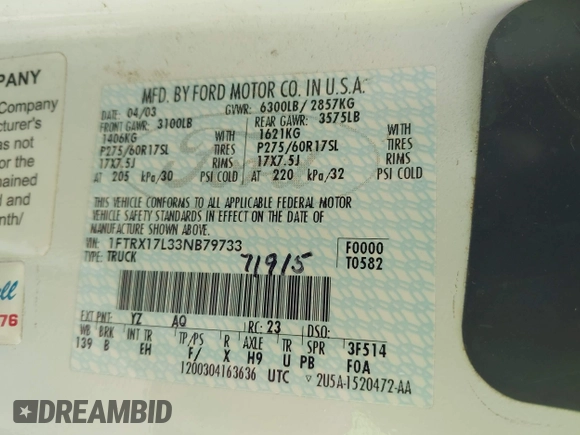 MPANY
Company
turer's
as not
r the
ained
nth/
ell
76
MFD. BY FORD MOTOR CO. IN U.S.A.
DATE: 04/03 GVWR: 6300LB/ 2857KG
FRONT GAWR: 3100LB REAR GAWR: 3575LB
1406KG WITH 1621KG WITH
P275/60R17SL TIRES P275/60R17SL TIRES
17X7.5J RIMS 17X7.5J RIMS
AT 205 kPa/30 PSI COLD AT 220 kPa/32 PSI COLD
THIS VEHICLE CONFORMS TO ALL APPLICABLE FEDERAL MOTOR
VEHICLE SAFETY STANDARDS IN EFFECT ON THE DATE OF
MANUFACTURE SHOWN ABOVE.
VIN: 1FTRX17L33NB79733 F0000
TYPE: TRUCK 71915 T0582
EXT PNT: YZ AQ RC: 23 DSO:
WB BRK INT TR TP/PS R AXLE TR SPR 3F514
139 B EH F/ X H9 U PB F0A
1200304163636 UTC ▽ 2U5A-1520472-AA
Ford
DREAMBID